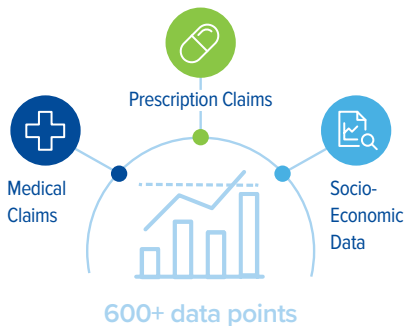 Prescription Claims
Medical
Claims
Socio-
Economic
Data
600+ data points